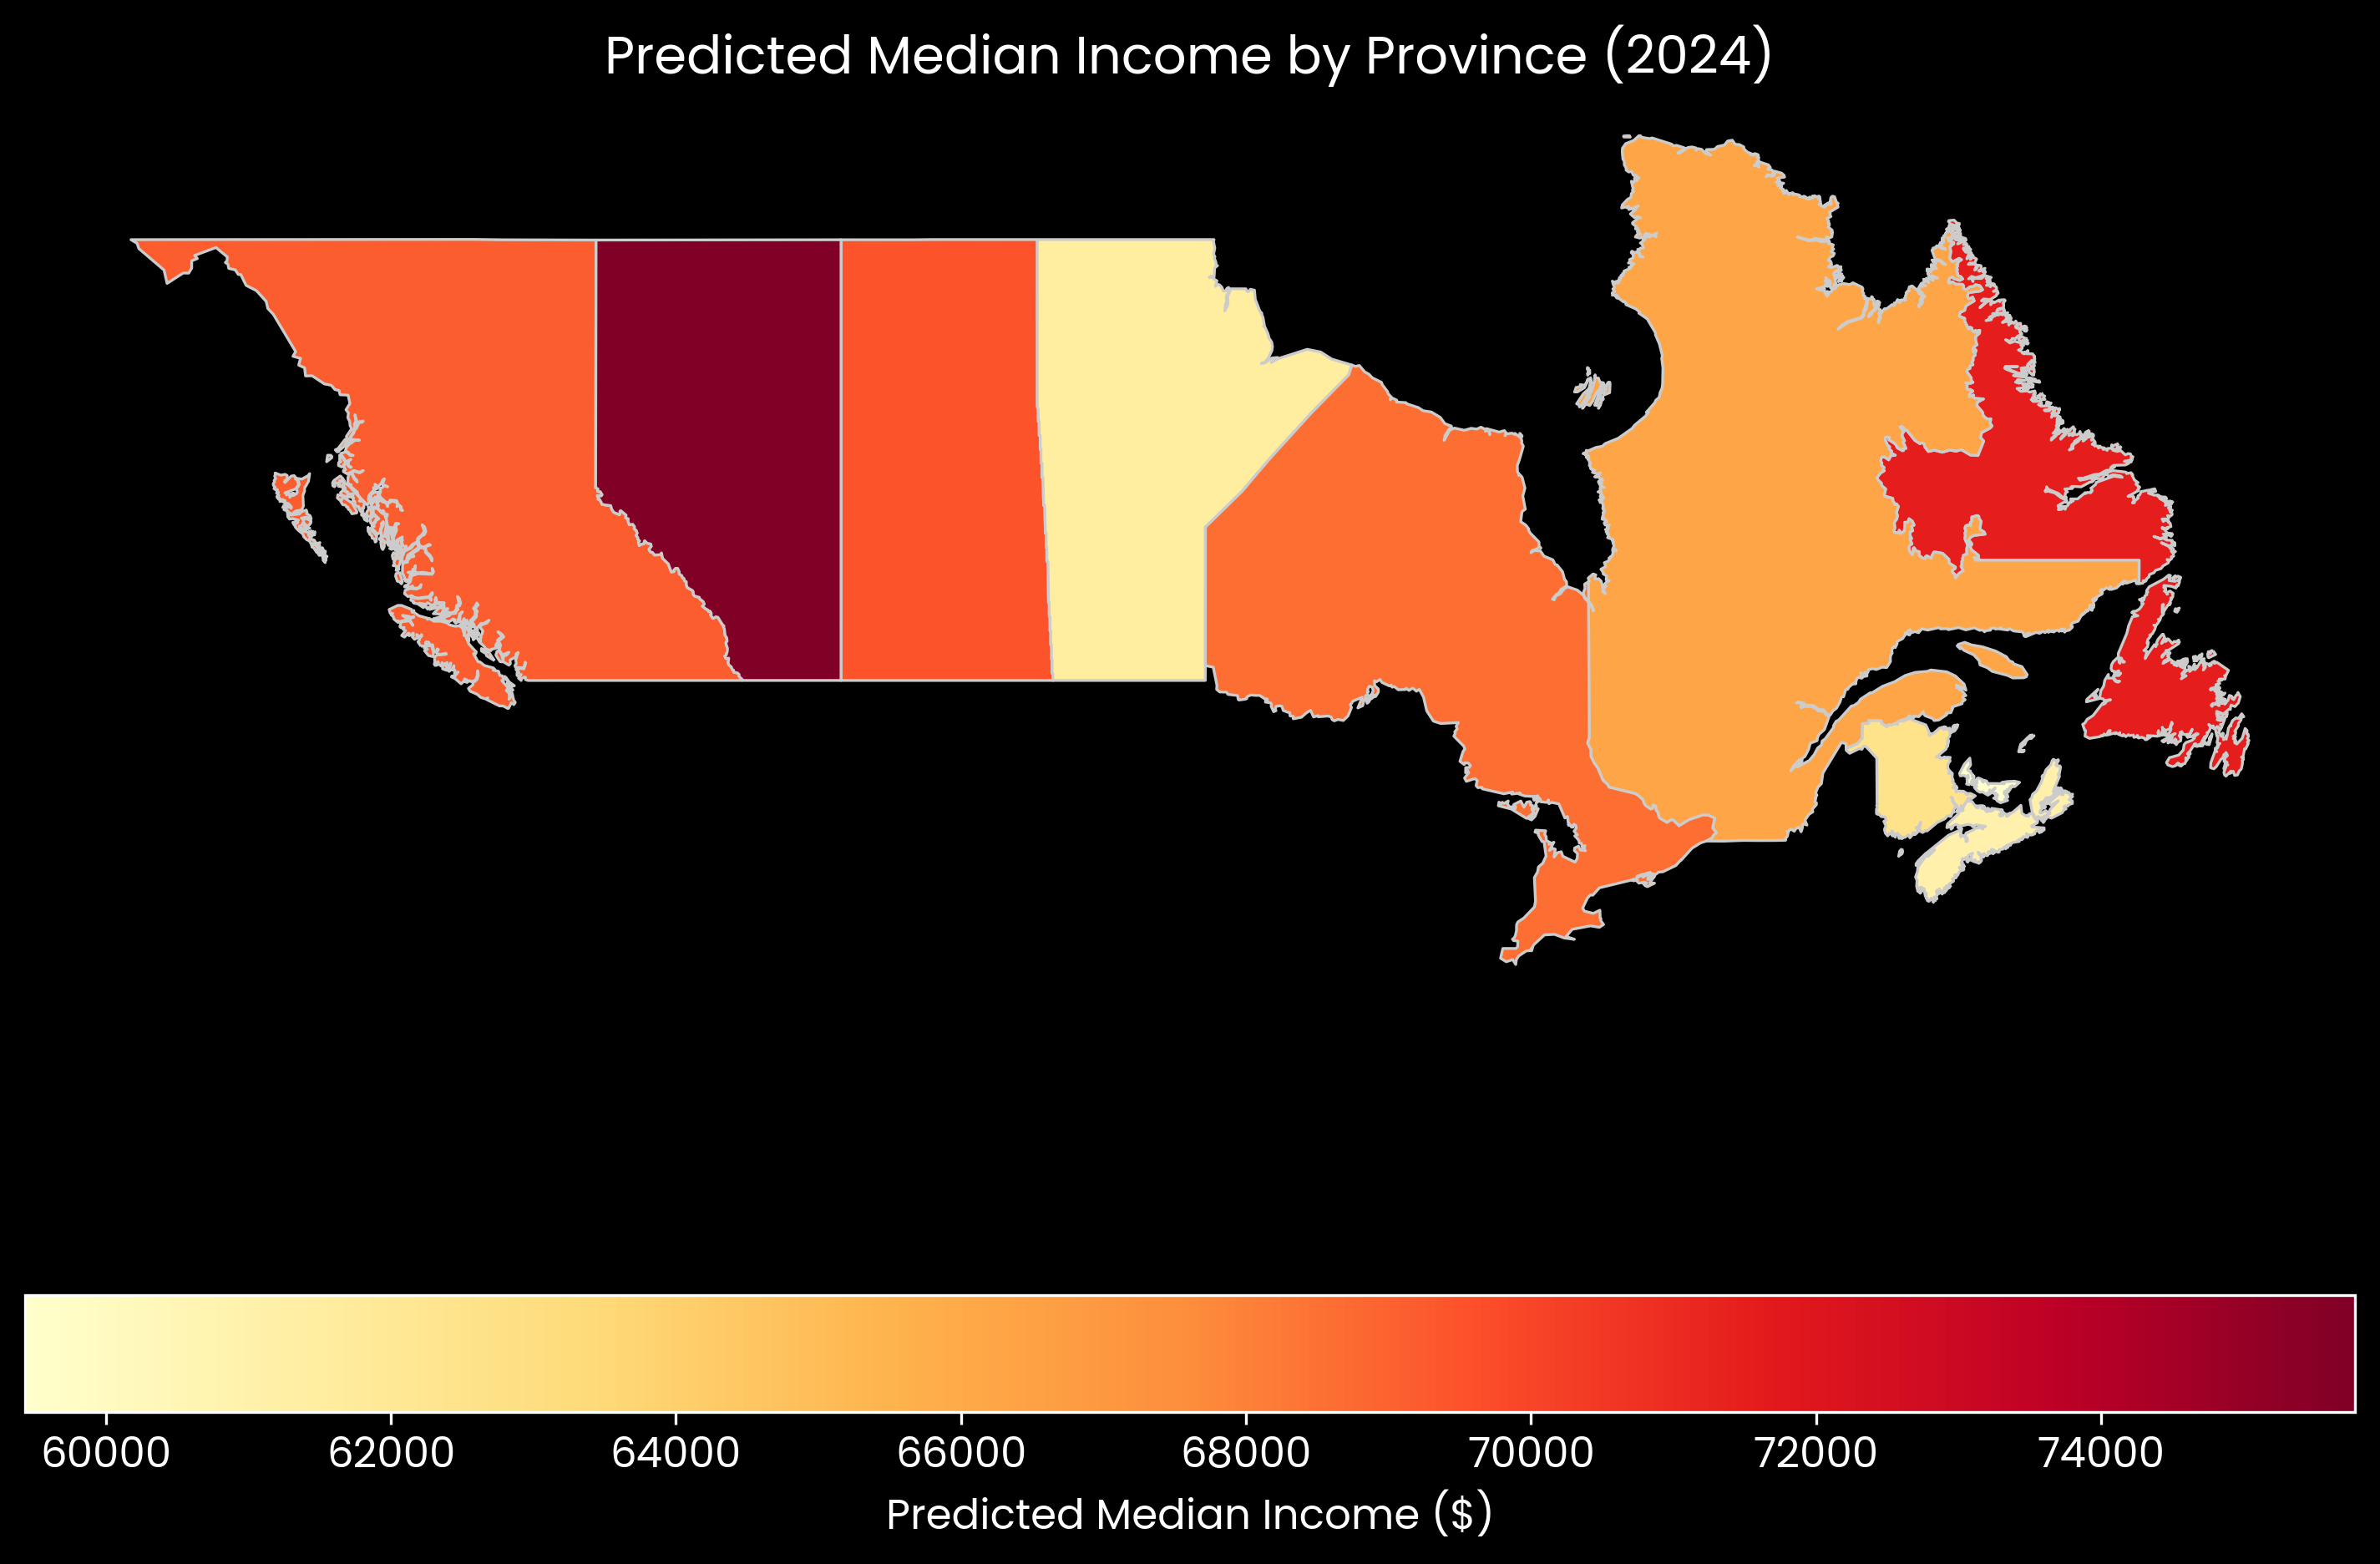 Predicted Median Income by Province (2024)
60000 62000 64000 66000 68000 70000 72000 74000
Predicted Median Income ($)